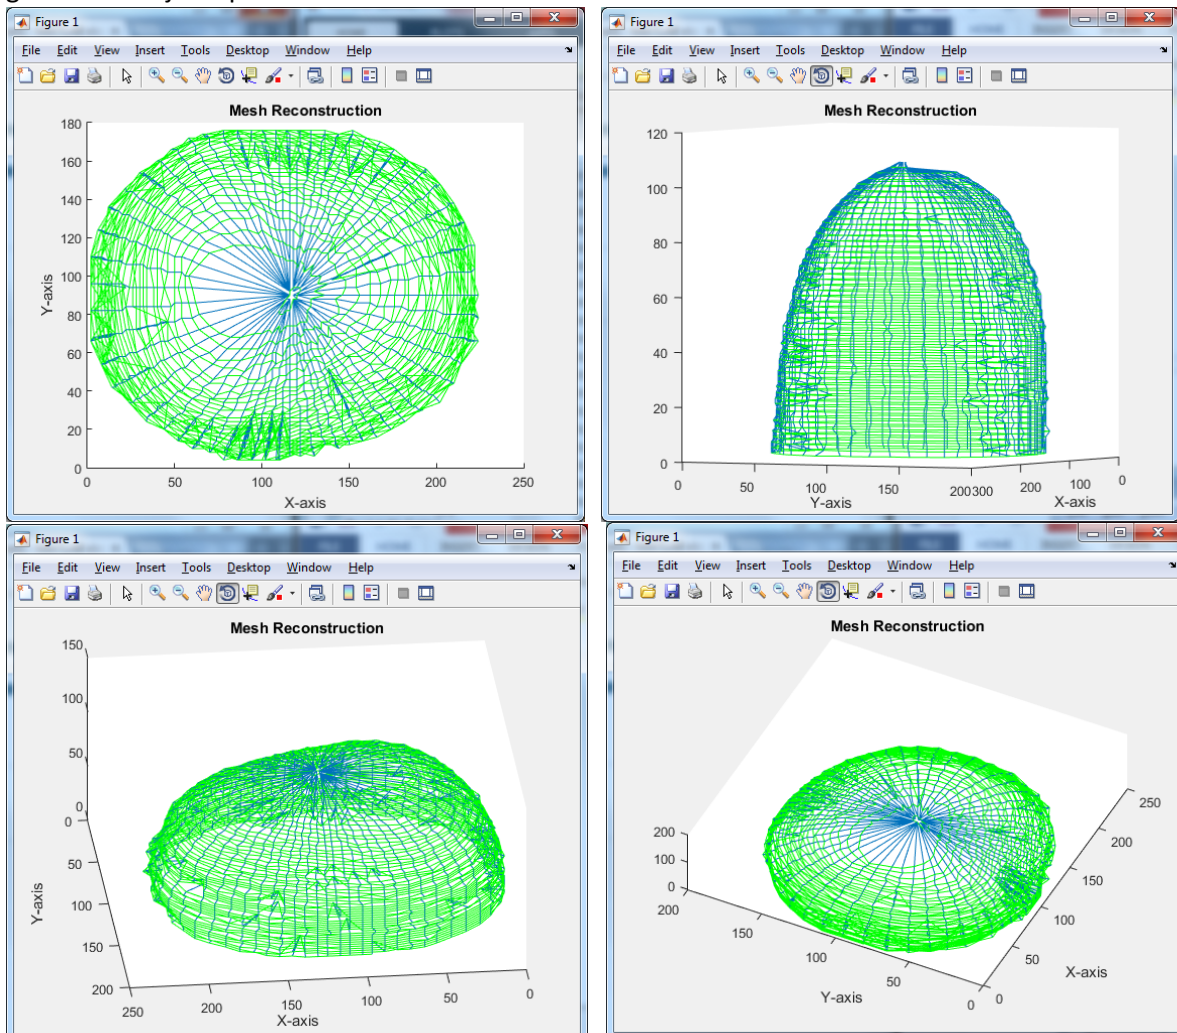 Figure 1
File Edit View Insert Tools Desktop Window Help
Mesh Reconstruction
180
160
140
120
100
80
60
40
20
0
Y-axis
0 50 100 150 200 250
X-axis
Figure 1
File Edit View Insert Tools Desktop Window Help
Mesh Reconstruction
120
100
80
60
40
20
0
0 50 100 150 200 300 200 100 0
Y-axis X-axis
Figure 1
File Edit View Insert Tools Desktop Window Help
Mesh Reconstruction
150
100
50
0
0
50
100
150
200
Y-axis
250 200 150 100 50 0
X-axis
Figure 1
File Edit View Insert Tools Desktop Window Help
Mesh Reconstruction
200
100
0
200 150 100 50 0
Y-axis
0 50 100 150 200 250
X-axis